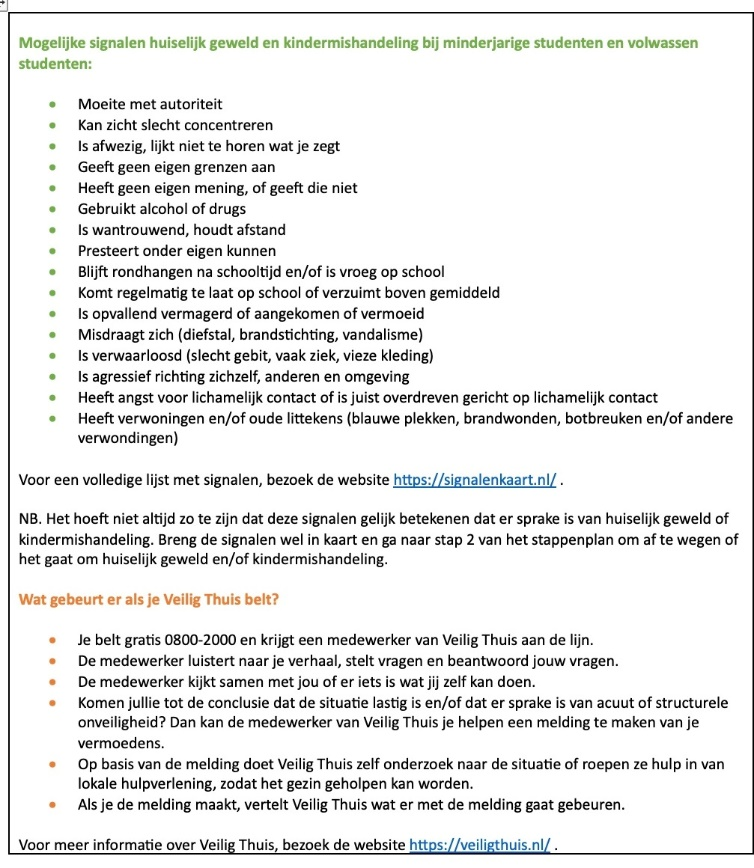 Mogelijke signalen huiselijk geweld en kindermishandeling bij minderjarige studenten en volwassen
studenten:
• Moeite met autoriteit
• Kan zicht slecht concentreren
• Is afwezig, lijkt niet te horen wat je zegt
• Geeft geen eigen grenzen aan
• Heeft geen eigen mening, of geeft die niet
• Gebruikt alcohol of drugs
• Is wantrouwend, houdt afstand
• Presteert onder eigen kunnen
• Blijft rondhangen na schooltijd en/of is vroeg op school
• Komt regelmatig te laat op school of verzuimt boven gemiddeld
• Is opvallend vermagerd of aangekomen of vermoeid
• Misdraagt zich (diefstal, brandstichting, vandalisme)
• Is verwaarloosd (slecht gebit, vaak ziek, vieze kleding)
• Is agressief richting zichzelf, anderen en omgeving
• Heeft angst voor lichamelijk contact of is juist overdreven gericht op lichamelijk contact
• Heeft verwoningen en/of oude littekens (blauwe plekken, brandwonden, botbreuken en/of andere
verwondingen)
Voor een volledige lijst met signalen, bezoek de website https://signalenkaart.nl/ .
NB. Het hoeft niet altijd zo te zijn dat deze signalen gelijk betekenen dat er sprake is van huiselijk geweld of
kindermishandeling. Breng de signalen wel in kaart en ga naar stap 2 van het stappenplan om af te wegen of
het gaat om huiselijk geweld en/of kindermishandeling.
Wat gebeurt er als je Veilig Thuis belt?
• Je belt gratis 0800-2000 en krijgt een medewerker van Veilig Thuis aan de lijn.
• De medewerker luistert naar je verhaal, stelt vragen en beantwoord jouw vragen.
• De medewerker kijkt samen met jou of er iets is wat jij zelf kan doen.
• Komen jullie tot de conclusie dat de situatie lastig is en/of dat er sprake is van acuut of structurele
onveiligheid? Dan kan de medewerker van Veilig Thuis je helpen een melding te maken van je
vermoedens.
• Op basis van de melding doet Veilig Thuis zelf onderzoek naar de situatie of roepen ze hulp in van
lokale hulpverlening, zodat het gezin geholpen kan worden.
• Als je de melding maakt, vertelt Veilig Thuis wat er met de melding gaat gebeuren.
Voor meer informatie over Veilig Thuis, bezoek de website https://veiligthuis.nl/ .